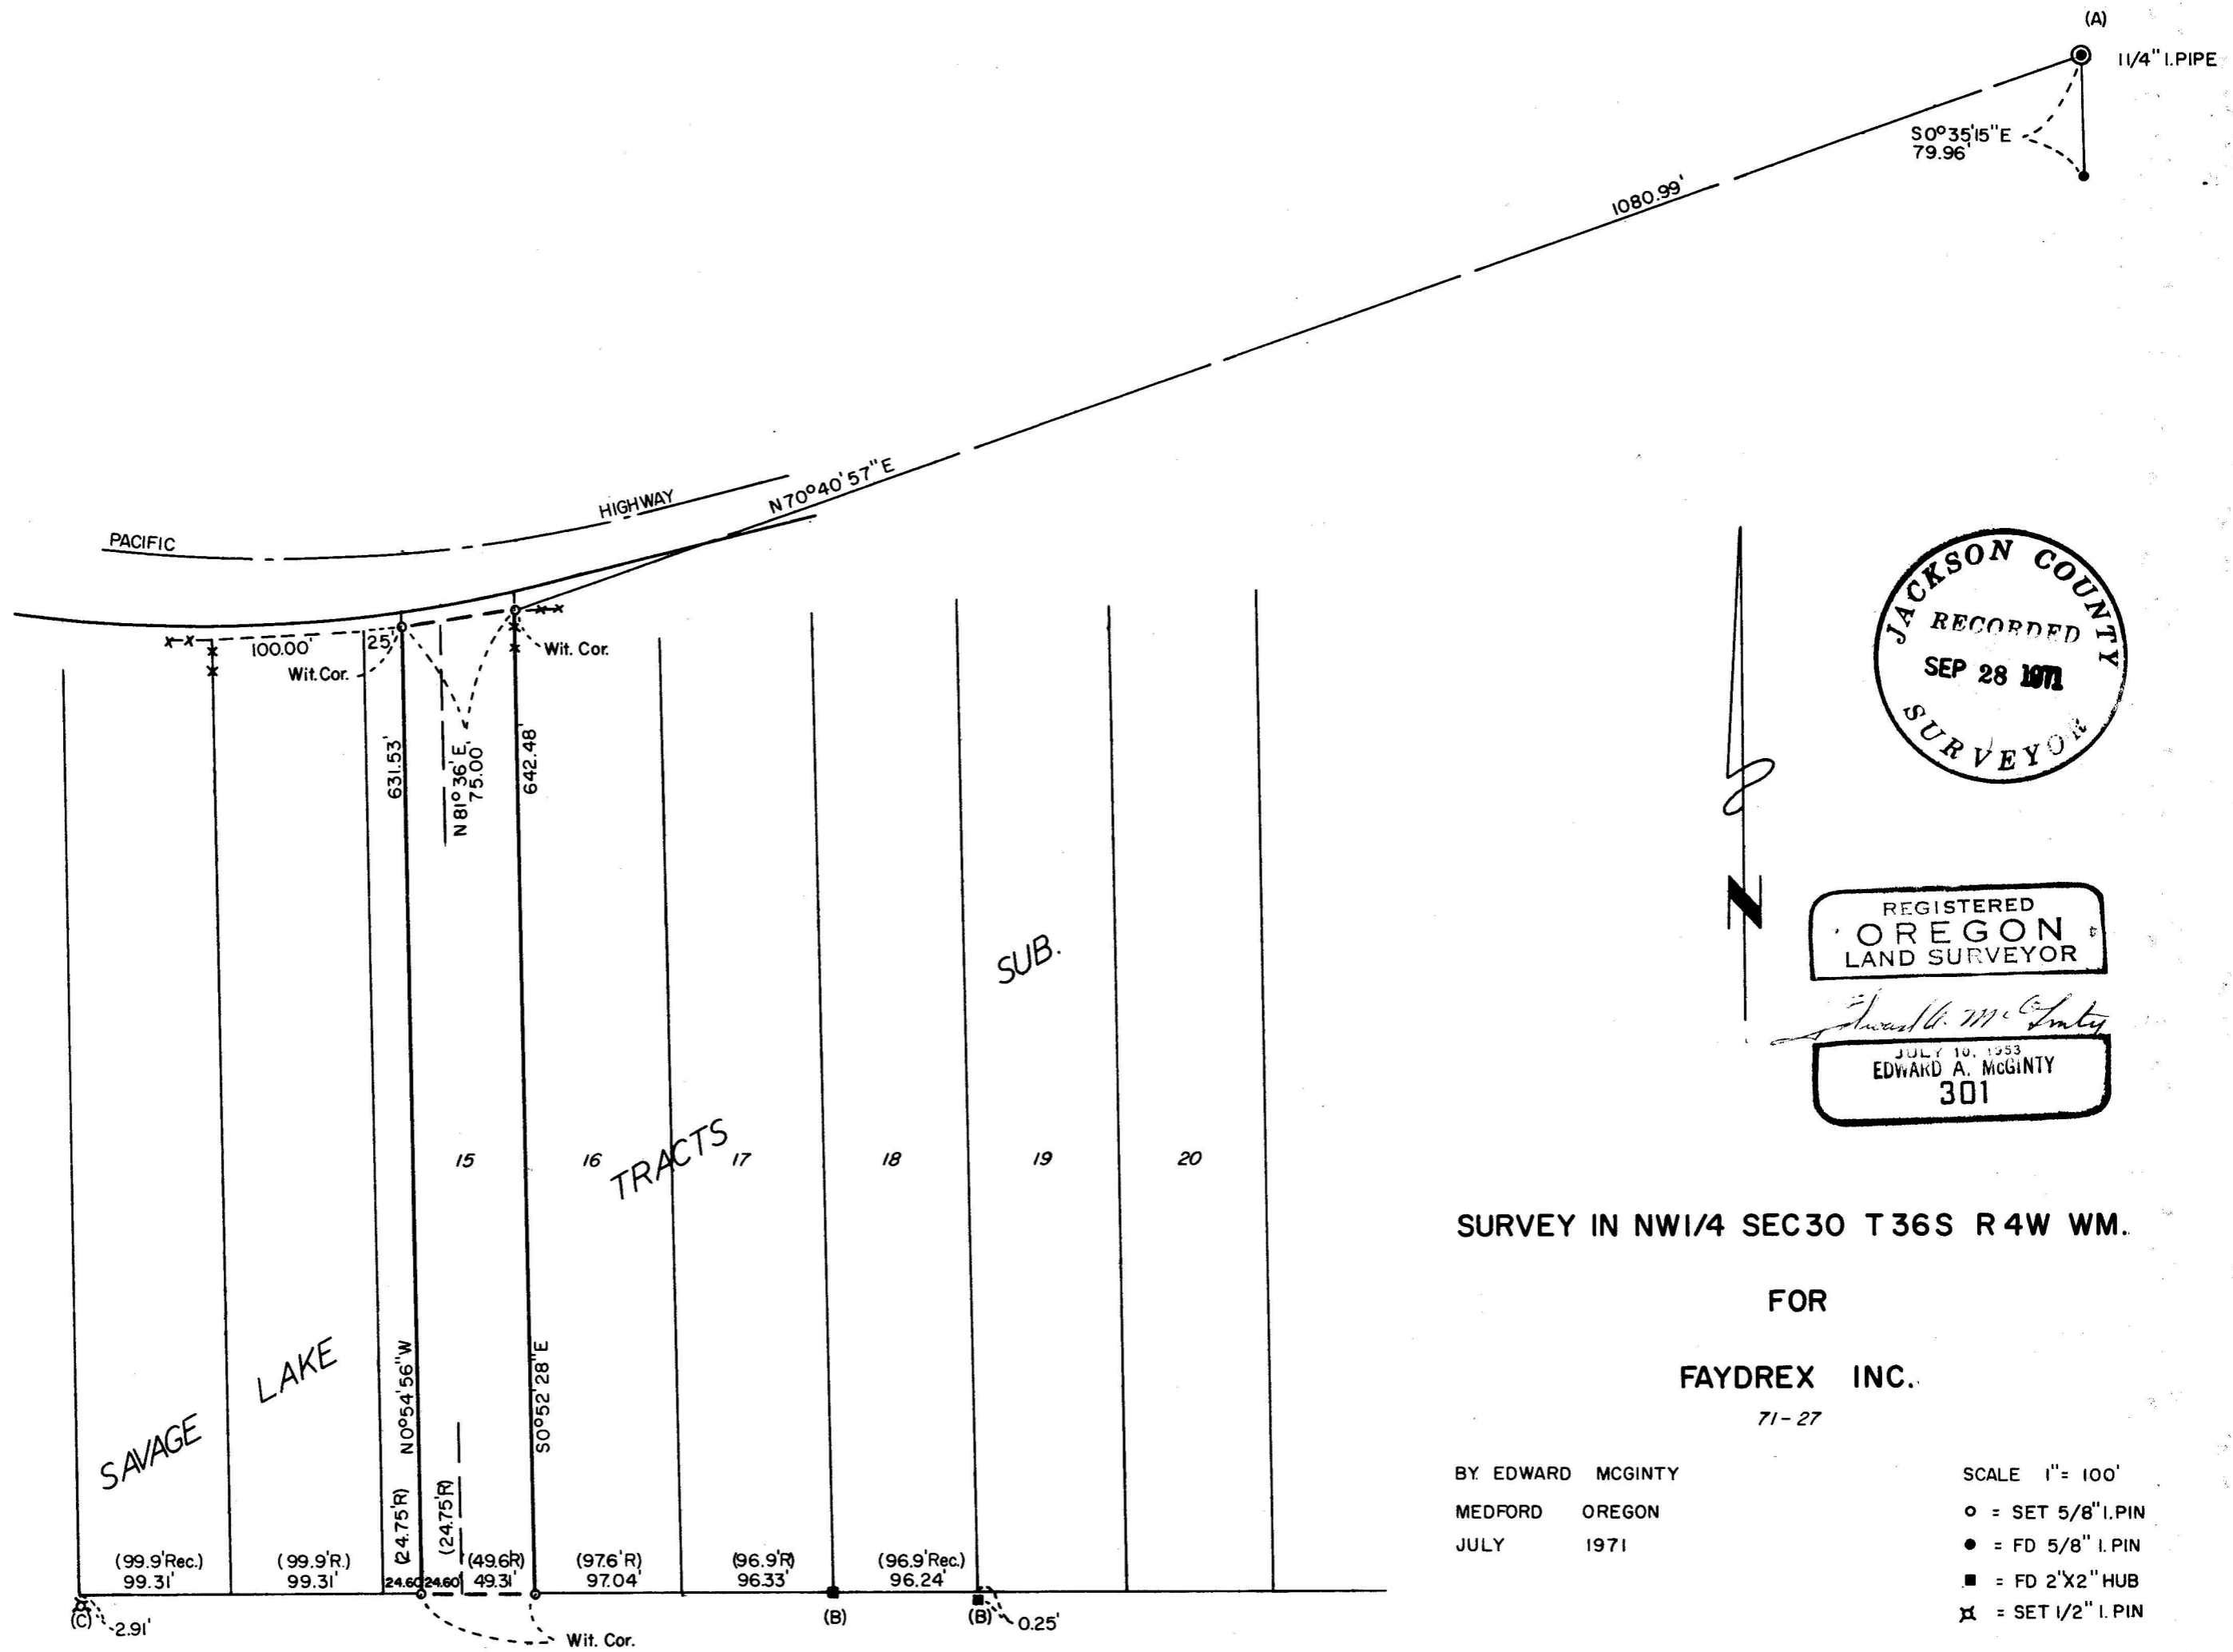 (A)
1 1/4" I.PIPE
S0°35'15"E
79.96'
1080.99'
N70°40'57"E
HIGHWAY
PACIFIC
100.00'
25'
Wit. Cor.
Wit. Cor.
631.53'
N81°36'E
75.00'
642.48'
JACKSON COUNTY
RECORDED
SEP 28 1971
SURVEYOR
N
REGISTERED
OREGON
LAND SURVEYOR
Edward A. McGinty
JULY 10, 1953
EDWARD A. McGINTY
301
SAVAGE LAKE TRACTS SUB.
15 16 17 18 19 20
N0°54'56"W
S0°52'28"E
(24.75'R)
(24.75'R)
(99.9'Rec.) (99.9'R.) (49.6'R) (97.6'R) (96.9'R) (96.9'Rec.)
99.31' 99.31' 24.60' 24.60' 49.31' 97.04' 96.33' 96.24'
(C) 2.91' (B) (B) 0.25'
Wit. Cor.
SURVEY IN NW1/4 SEC30 T36S R4W WM.
FOR
FAYDREX INC.
71-27
BY. EDWARD MCGINTY
MEDFORD OREGON
JULY 1971
SCALE 1"= 100'
= SET 5/8" I.PIN
= FD 5/8" I.PIN
= FD 2"X2" HUB
= SET 1/2" I.PIN